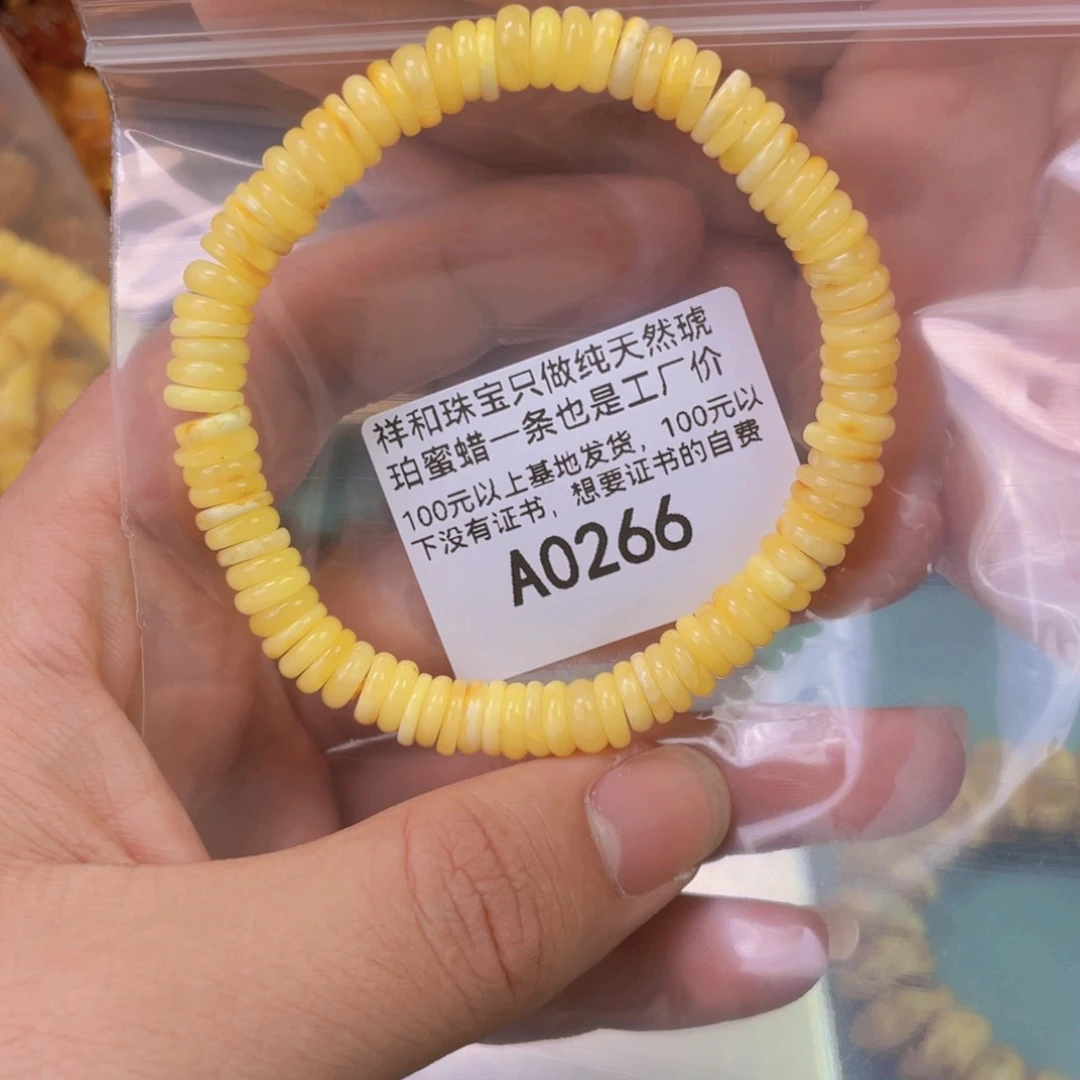 祥和珠宝只做纯天然琥
珀蜜蜡一条也是工厂价
100元以上基地发货，100元以
下没有证书，想要证书的自费
A0266